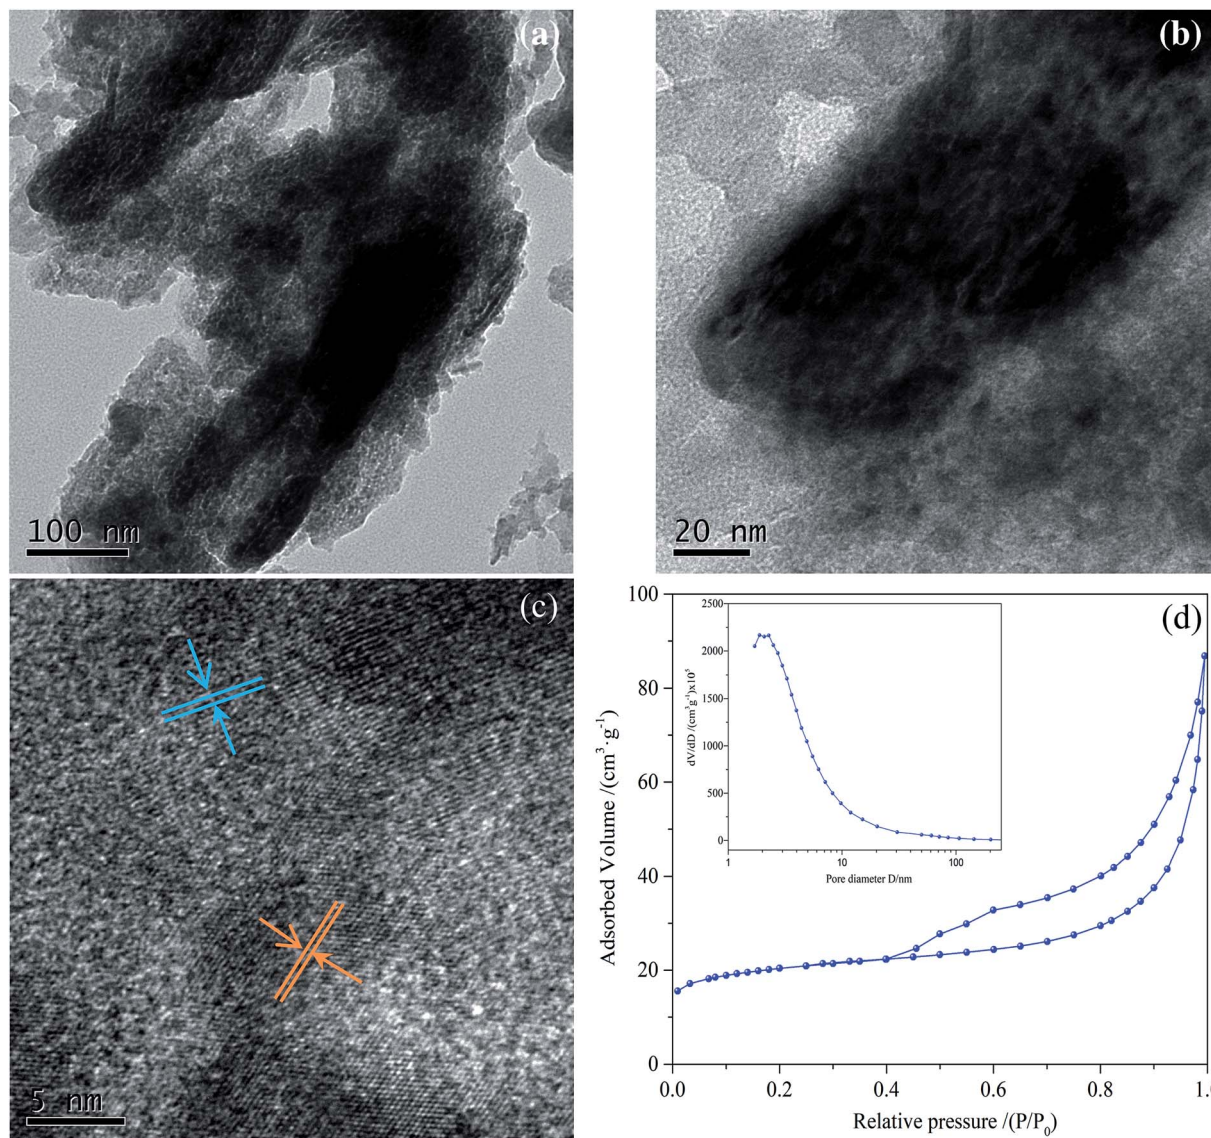 (a)
100 nm
(b)
20 nm
(c)
5 nm
(d)
100
80
60
40
20
0
Adsorbed Volume /(cm³·g⁻¹)
0.0
0.2
0.4
0.6
0.8
1.0
Relative pressure /(P/P₀)
2500
2000
1500
1000
500
0
dV/dD /(cm³g⁻¹)x10⁵
1
10
100
Pore diameter D/nm